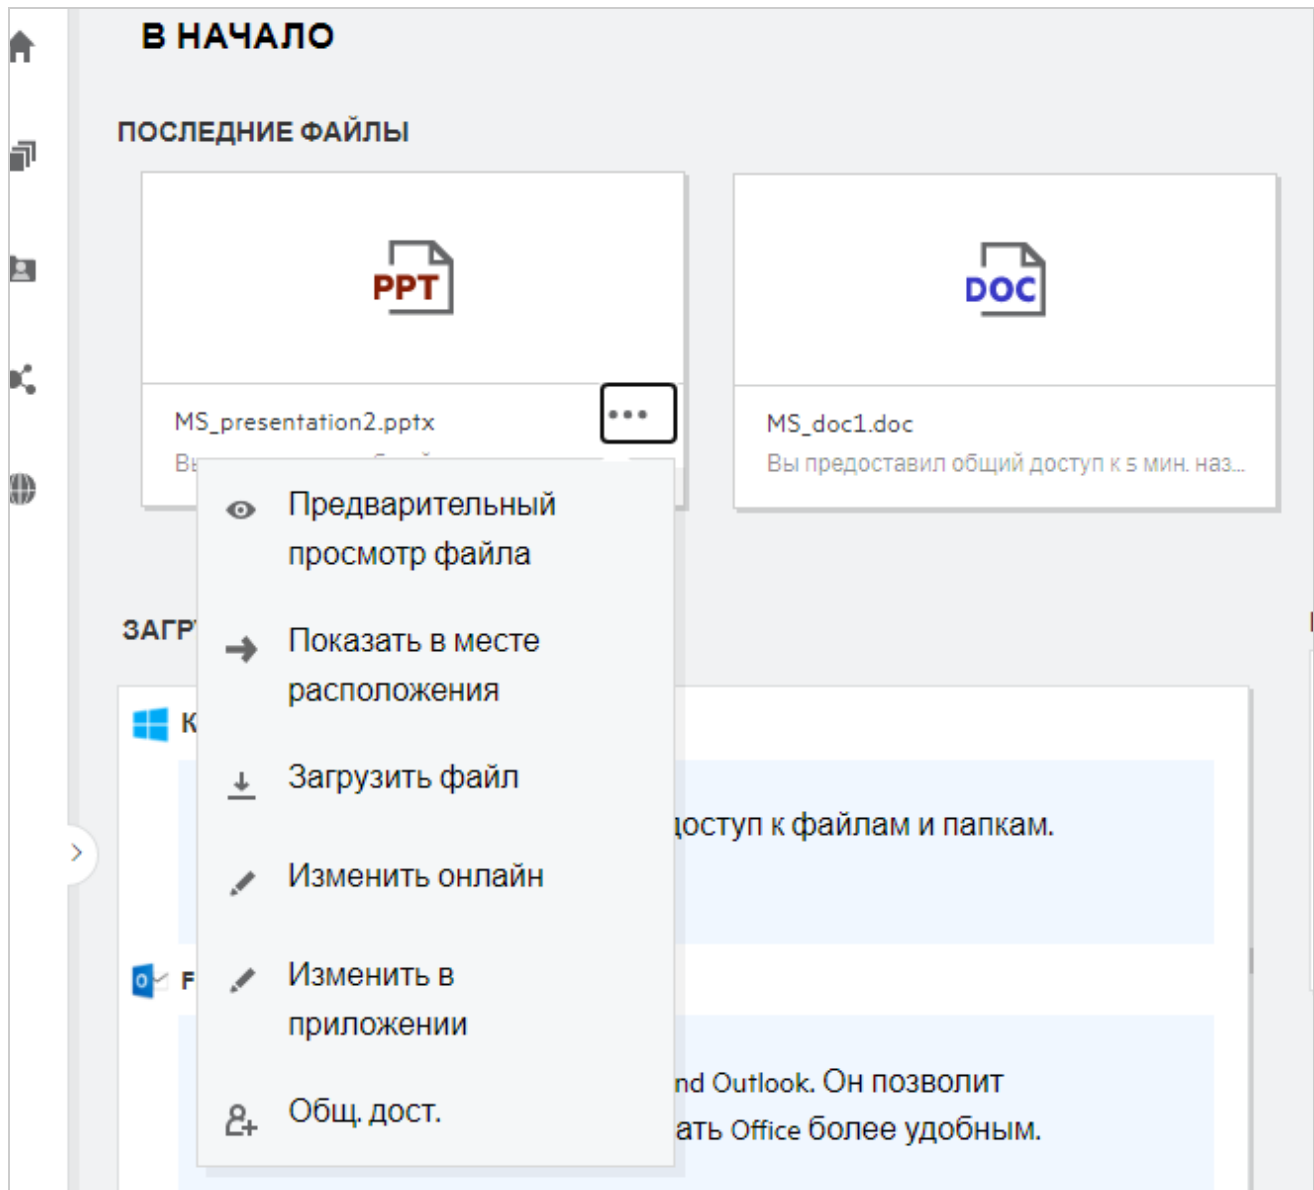 В НАЧАЛО
ПОСЛЕДНИЕ ФАЙЛЫ
PPT
DOC
MS_presentation2.pptx
MS_doc1.doc
Вы предоставил общий доступ к 5 мин. наз...
Предварительный
просмотр файла
ЗАГР
Показать в месте
расположения
К
Загрузить файл
доступ к файлам и папкам.
Изменить онлайн
F
Изменить в
приложении
nd Outlook. Он позволит
Общ. дост.
ать Office более удобным.